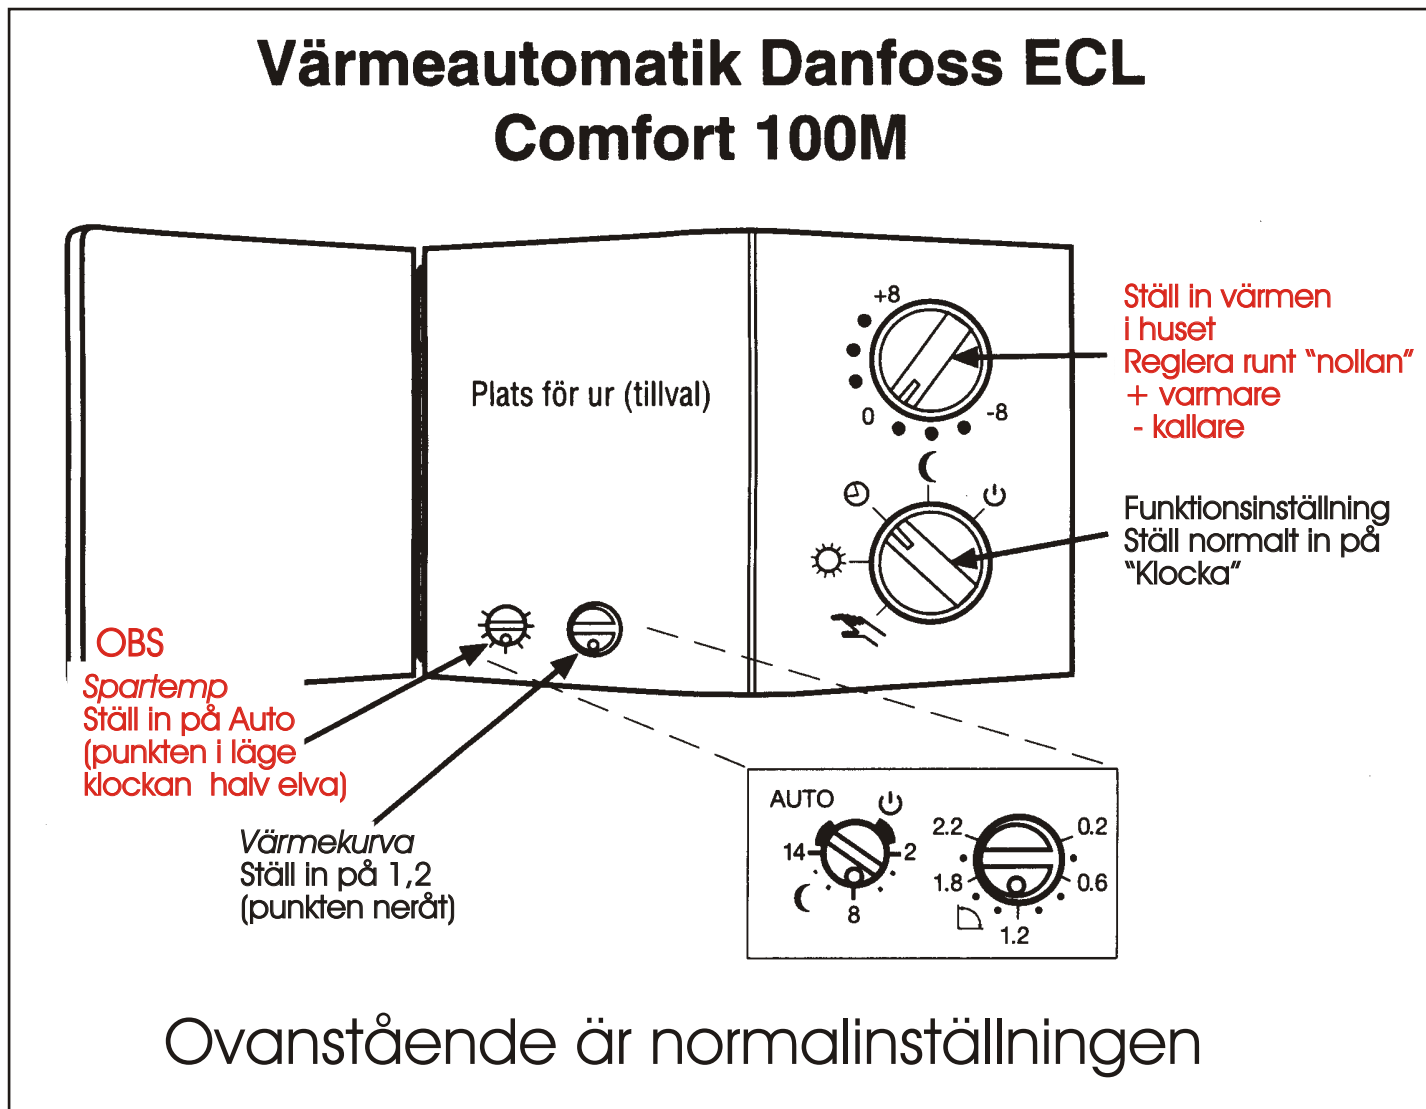 Värmeautomatik Danfoss ECL
Comfort 100M
+8
0
-8
Plats för ur (tillval)
Ställ in värmen
i huset
Reglera runt “nollan”
+ varmare
- kallare
Funktionsinställning
Ställ normalt in på
“Klocka”
OBS
Spartemp
Ställ in på Auto
(punkten i läge
klockan halv elva)
Värmekurva
Ställ in på 1,2
(punkten neråt)
AUTO
14
2
8
2.2
0.2
1.8
0.6
1.2
Ovanstående är normalinställningen